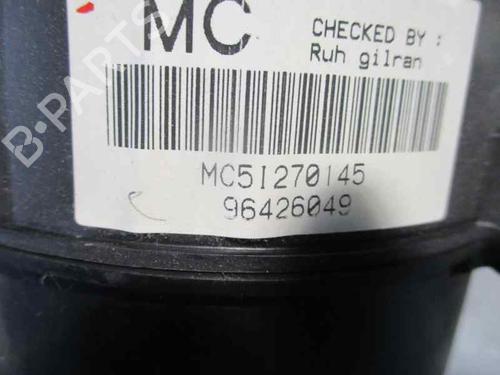 MC
CHECKED BY :
Ruh gilran
MC5I270145
96426049
B-PARTS